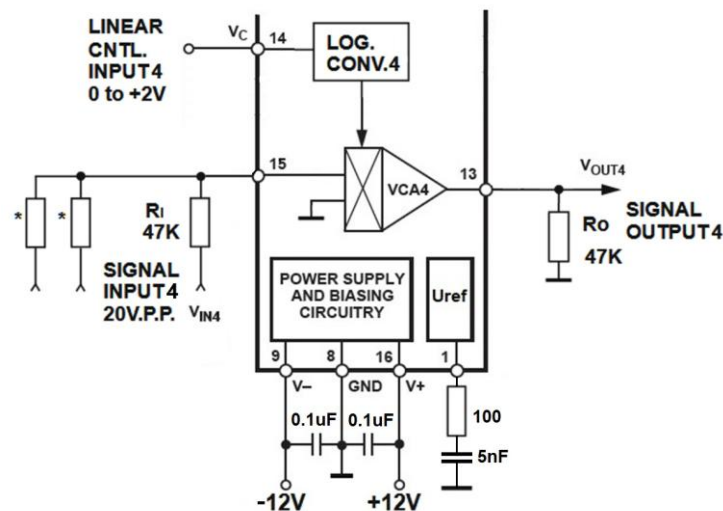 LINEAR
CNTL.
INPUT4
0 to +2V
VC
14
LOG.
CONV.4
15
VCA4
13
VOUT4
*
*
RI
47K
SIGNAL
INPUT4
20V.P.P.
VIN4
RO
47K
SIGNAL
OUTPUT4
POWER SUPPLY
AND BIASING
CIRCUITRY
Uref
9
8
16
1
V–
GND
V+
0.1uF
0.1uF
100
5nF
-12V
+12V